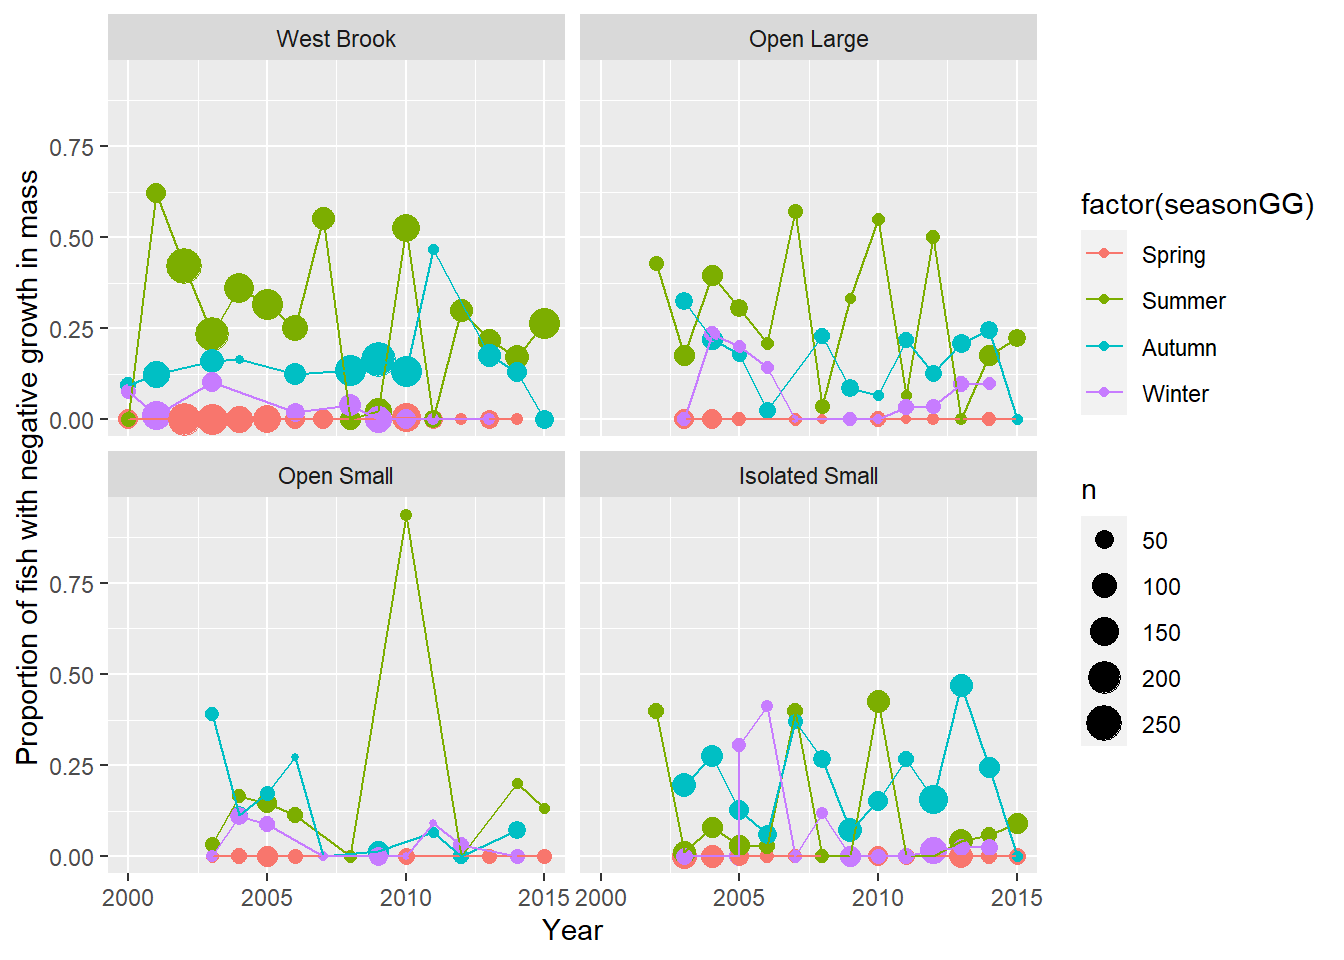 West Brook
Open Large
0.75
0.50
0.25
0.00
Open Small
Isolated Small
0.75
0.50
0.25
0.00
2000
2005
2010
2015
2000
2005
2010
2015
Year
Proportion of fish with negative growth in mass
factor(seasonGG)
Spring
Summer
Autumn
Winter
n
50
100
150
200
250